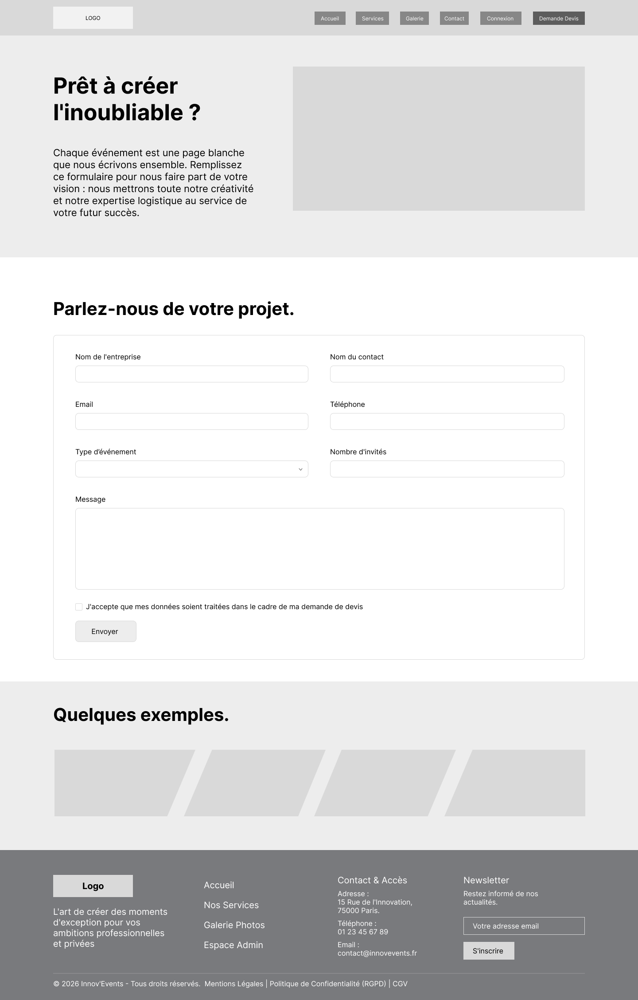 LOGO
Accueil
Services
Galerie
Contact
Connexion
Demande Devis
Prêt à créer
l'inoubliable ?
Chaque événement est une page blanche
que nous écrivons ensemble. Remplissez
ce formulaire pour nous faire part de votre
vision : nous mettrons toute notre créativité
et notre expertise logistique au service de
votre futur succès.
Parlez-nous de votre projet.
Nom de l'entreprise
Nom du contact
Email
Téléphone
Type d’événement
Nombre d'invités
Message
J'accepte que mes données soient traitées dans le cadre de ma demande de devis
Envoyer
Quelques exemples.
Logo
L'art de créer des moments
d'exception pour vos
ambitions professionnelles
et privées
Accueil
Nos Services
Galerie Photos
Espace Admin
Contact & Accès
Adresse :
15 Rue de l'Innovation,
75000 Paris.
Téléphone :
01 23 45 67 89
Email :
contact@innovevents.fr
Newsletter
Restez informé de nos
actualités.
Votre adresse email
S'inscrire
© 2026 Innov'Events - Tous droits réservés.  Mentions Légales | Politique de Confidentialité (RGPD) | CGV